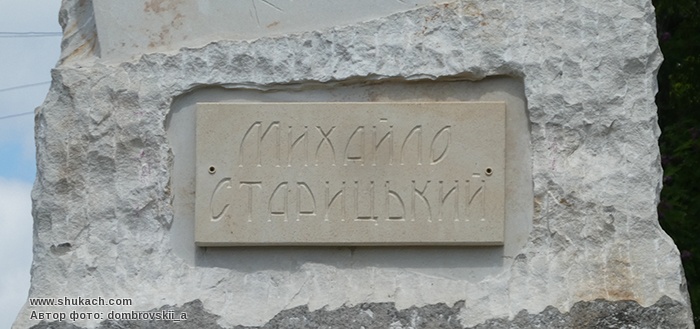 Михайло
Старицький
www.shukach.com
Автор фото: dombrovskii_a